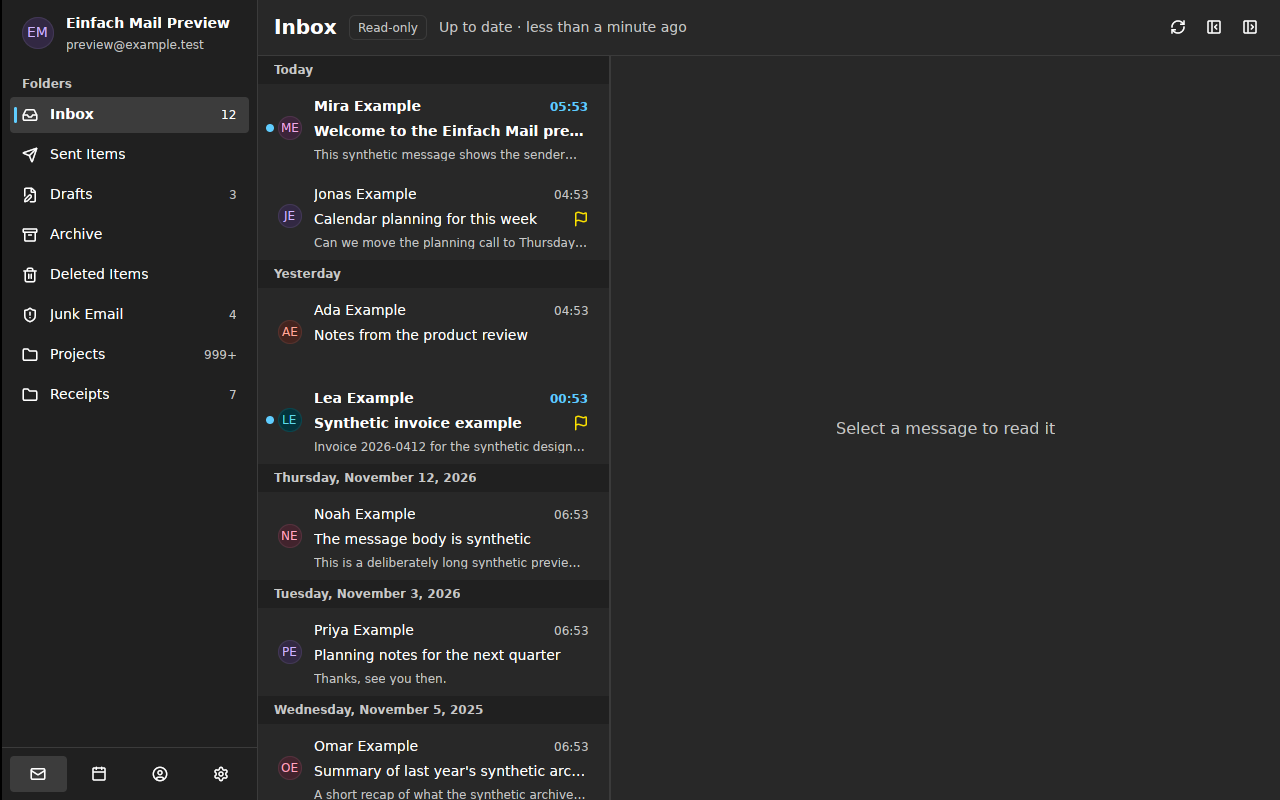 EM
Einfach Mail Preview
preview@example.test
Folders
Inbox 12
Sent Items
Drafts 3
Archive
Deleted Items
Junk Email 4
Projects 999+
Receipts 7
Inbox Read-only Up to date · less than a minute ago
Today
ME
Mira Example 05:53
Welcome to the Einfach Mail pre...
This synthetic message shows the sender...
JE
Jonas Example 04:53
Calendar planning for this week
Can we move the planning call to Thursday...
Yesterday
AE
Ada Example 04:53
Notes from the product review
LE
Lea Example 00:53
Synthetic invoice example
Invoice 2026-0412 for the synthetic design...
Thursday, November 12, 2026
NE
Noah Example 06:53
The message body is synthetic
This is a deliberately long synthetic previe...
Tuesday, November 3, 2026
PE
Priya Example 06:53
Planning notes for the next quarter
Thanks, see you then.
Wednesday, November 5, 2025
OE
Omar Example 06:53
Summary of last year's synthetic arc...
A short recap of what the synthetic archive...
Select a message to read it